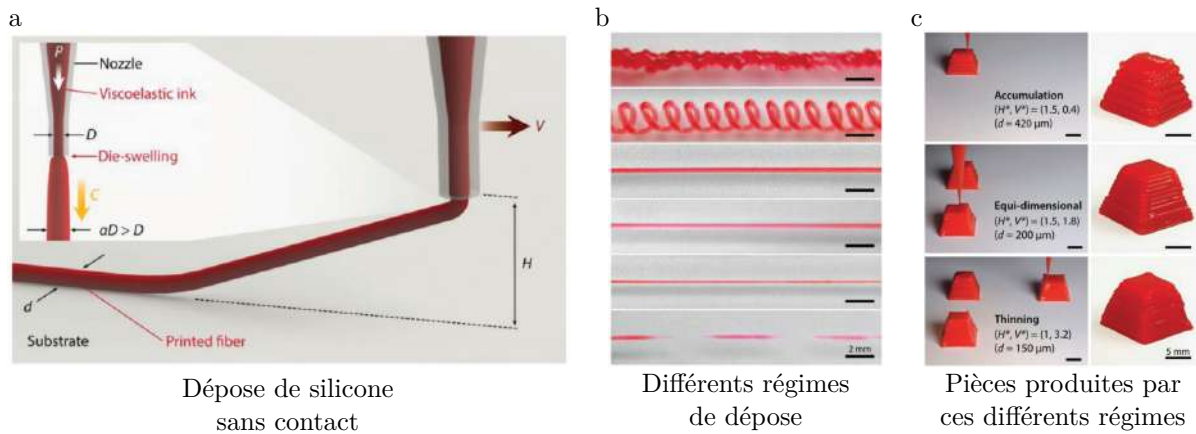 a
P
Nozzle
Viscoelastic ink
D
Die-swelling
C
αD > D
V
H
d
Substrate
Printed fiber
Dépose de silicone
sans contact
b
2 mm
Différents régimes
de dépose
c
Accumulation
(H*, V*) = (1.5, 0.4)
(d = 420 μm)
Equi-dimensional
(H*, V*) = (1.5, 1.8)
(d = 200 μm)
Thinning
(H*, V*) = (1, 3.2)
(d = 150 μm)
5 mm
Pièces produites par
ces différents régimes